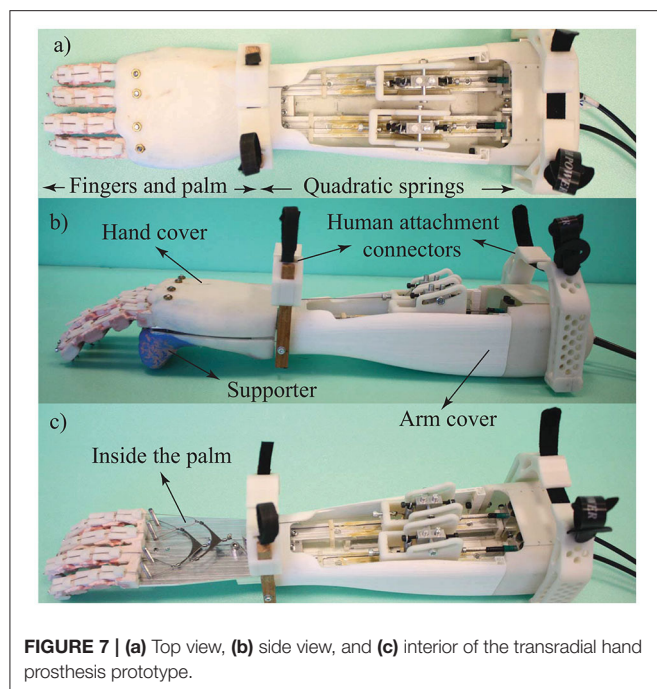 a)
Fingers and palm
Quadratic springs
POWER
b)
Hand cover
Human attachment
connectors
Supporter
Arm cover
c)
Inside the palm
FIGURE 7 | (a) Top view, (b) side view, and (c) interior of the transradial hand
prosthesis prototype.